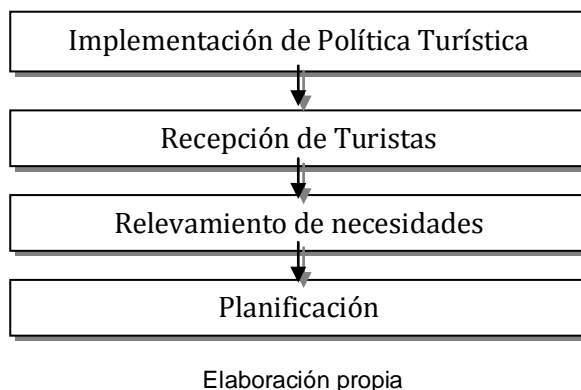 Implementación de Política Turística
Recepción de Turistas
Relevamiento de necesidades
Planificación
Elaboración propia